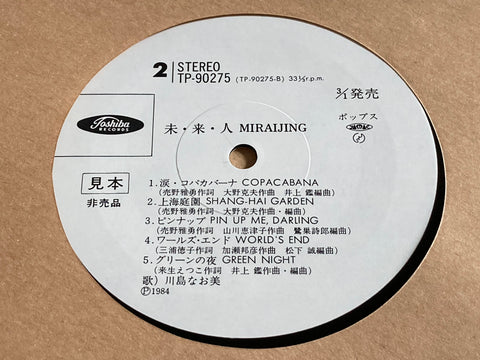 2 STEREO
TP-90275 (TP-90275-B) 33⅓r.p.m.
3/1発売
Toshiba
RECORDS
未・来・人 MIRAIJING
ポップス
見本
非売品
1.涙・コパカバーナ COPACABANA
(売野雅勇作詞 大野克夫作曲 井上 鑑編曲)
2.上海庭園 SHANG-HAI GARDEN
(売野雅勇作詞 大野克夫作曲・編曲)
3.ピンナップ PIN UP ME, DARLING
(売野雅勇作詞 山川恵津子作曲 鷺巣詩郎編曲)
4.ワールズ・エンド WORLD'S END
(三浦徳子作詞 加瀬邦彦作曲 松下 誠編曲)
5.グリーンの夜 GREEN NIGHT
(来生えつこ作詞 井上 鑑作曲・編曲)
歌)川島なお美
Ⓟ1984